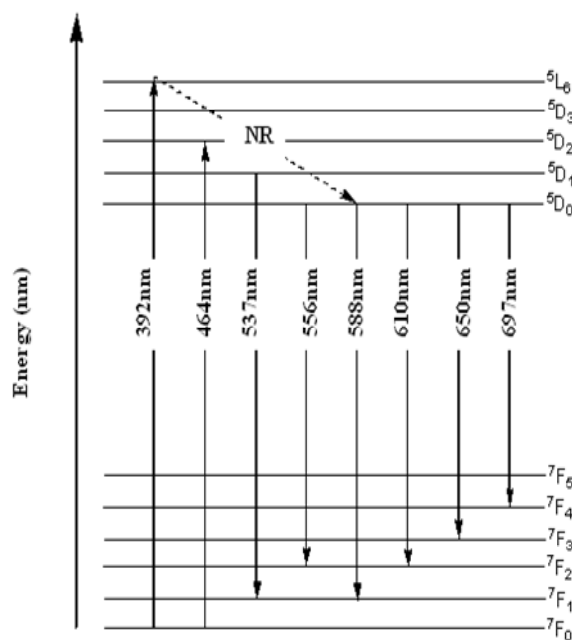 ⁵L₆
⁵D₃
NR
⁵D₂
⁵D₁
⁵D₀
Energy (nm)
392nm
464nm
537nm
556nm
588nm
610nm
650nm
697nm
⁷F₅
⁷F₄
⁷F₃
⁷F₂
⁷F₁
⁷F₀